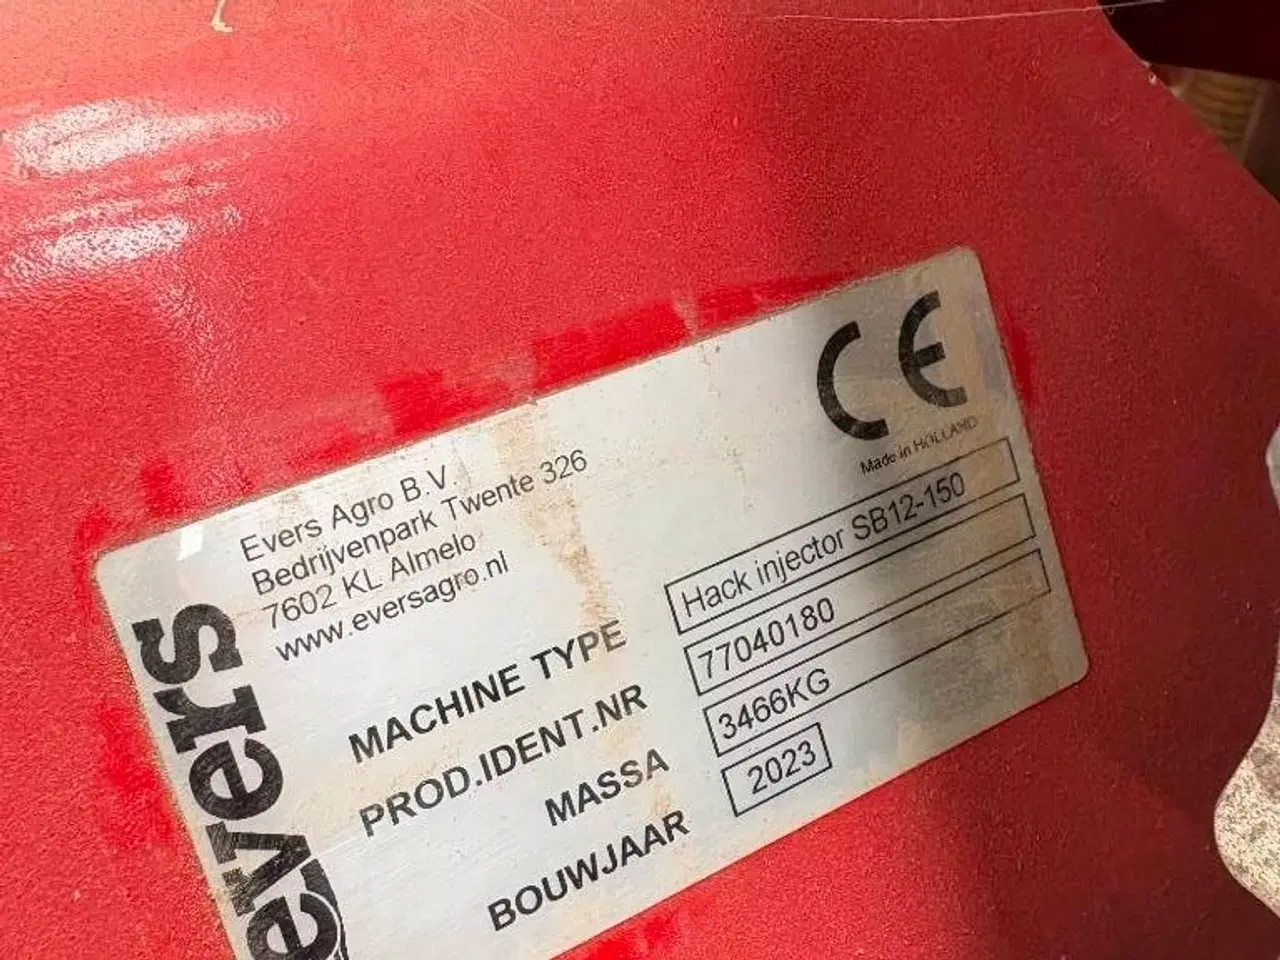 evers
Evers Agro B.V.
Bedrijvenpark Twente 326
7602 KL Almelo
www.eversagro.nl
CE
Made in HOLLAND
MACHINE TYPE Hack injector SB12-150
PROD.IDENT.NR 77040180
MASSA 3466KG
BOUWJAAR 2023